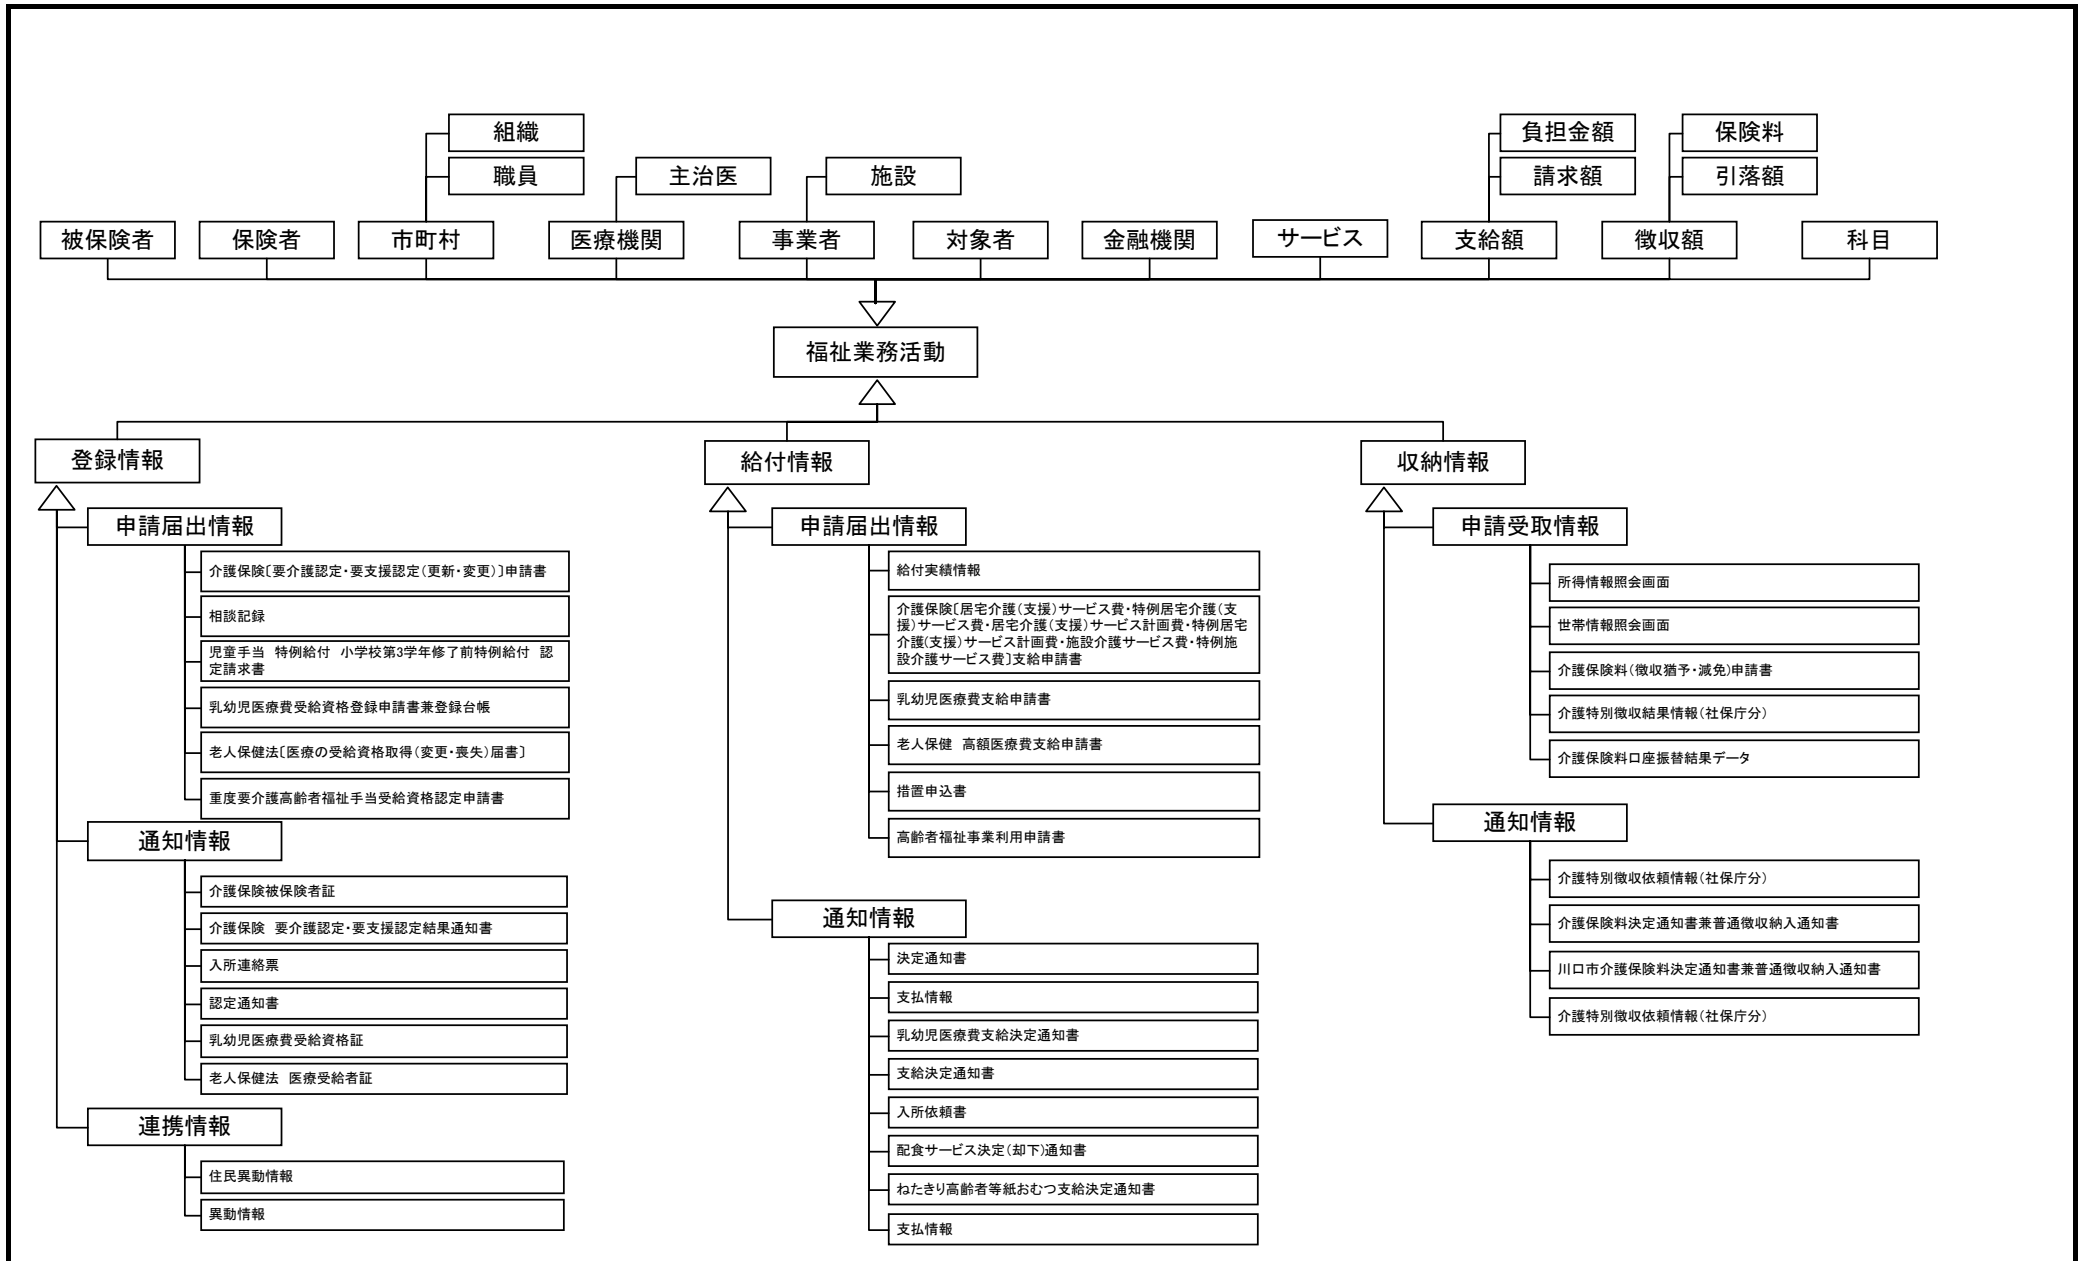 組織
職員
主治医
施設
負担金額
請求額
保険料
引落額
被保険者
保険者
市町村
医療機関
事業者
対象者
金融機関
サービス
支給額
徴収額
科目
福祉業務活動
登録情報
申請届出情報
介護保険〔要介護認定・要支援認定(更新・変更)〕申請書
相談記録
児童手当 特例給付 小学校第3学年修了前特例給付 認
定請求書
乳幼児医療費受給資格登録申請書兼登録台帳
老人保健法〔医療の受給資格取得(変更・喪失)届書〕
重度要介護高齢者福祉手当受給資格認定申請書
通知情報
介護保険被保険者証
介護保険 要介護認定・要支援認定結果通知書
入所連絡票
認定通知書
乳幼児医療費受給資格証
老人保健法 医療受給者証
連携情報
住民異動情報
異動情報
給付情報
申請届出情報
給付実績情報
介護保険〔居宅介護(支援)サービス費・特例居宅介護(支
援)サービス費・居宅介護(支援)サービス計画費・特例居宅
介護(支援)サービス計画費・施設介護サービス費・特例施
設介護サービス費〕支給申請書
乳幼児医療費支給申請書
老人保健 高額医療費支給申請書
措置申込書
高齢者福祉事業利用申請書
通知情報
決定通知書
支払情報
乳幼児医療費支給決定通知書
支給決定通知書
入所依頼書
配食サービス決定(却下)通知書
ねたきり高齢者等紙おむつ支給決定通知書
支払情報
収納情報
申請受取情報
所得情報照会画面
世帯情報照会画面
介護保険料(徴収猶予・減免)申請書
介護特別徴収結果情報(社保庁分)
介護保険料口座振替結果データ
通知情報
介護特別徴収依頼情報(社保庁分)
介護保険料決定通知書兼普通徴収納入通知書
川口市介護保険料決定通知書兼普通徴収納入通知書
介護特別徴収依頼情報(社保庁分)